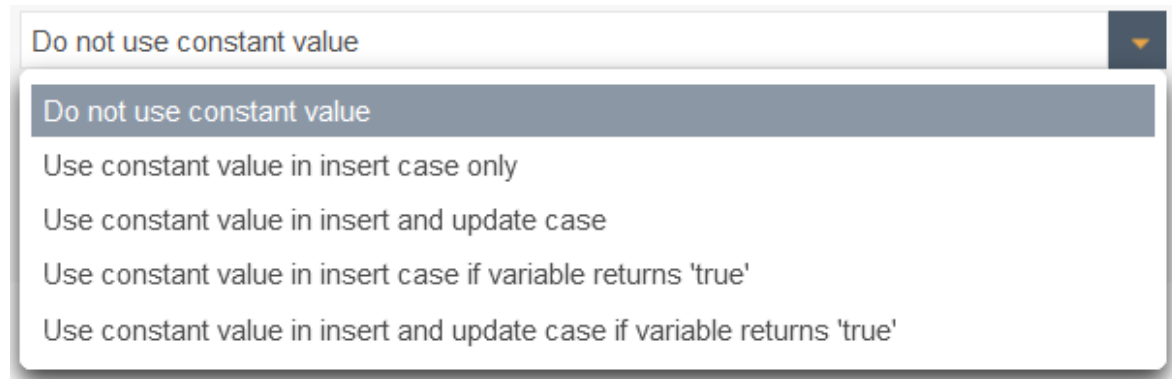 Do not use constant value
Do not use constant value
Use constant value in insert case only
Use constant value in insert and update case
Use constant value in insert case if variable returns 'true'
Use constant value in insert and update case if variable returns 'true'